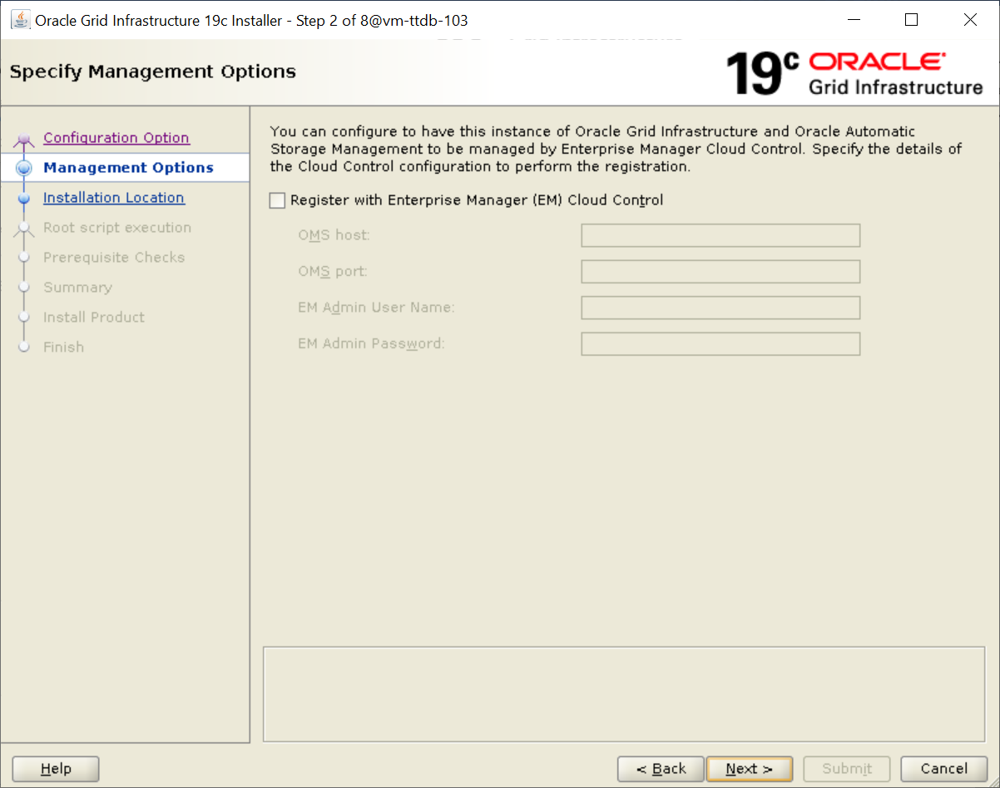 Oracle Grid Infrastructure 19c Installer - Step 2 of 8@vm-ttdb-103
Specify Management Options
19c ORACLE
Grid Infrastructure
Configuration Option
Management Options
Installation Location
Root script execution
Prerequisite Checks
Summary
Install Product
Finish
You can configure to have this instance of Oracle Grid Infrastructure and Oracle Automatic
Storage Management to be managed by Enterprise Manager Cloud Control. Specify the details of
the Cloud Control configuration to perform the registration.
Register with Enterprise Manager (EM) Cloud Control
OMS host:
OMS port:
EM Admin User Name:
EM Admin Password:
Help
< Back
Next >
Submit
Cancel